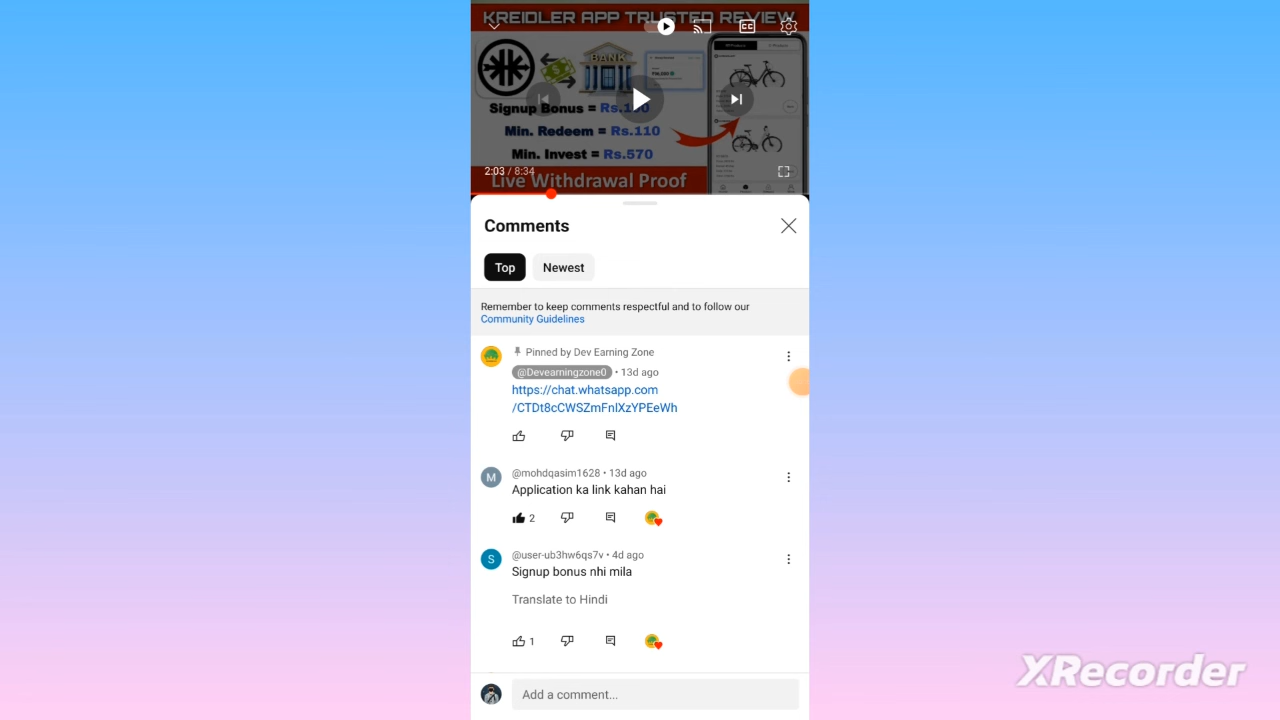 KREIDLER APP TRUSTED REVIEW
BANK
Signup Bonus = Rs.
Min. Redeem = Rs.110
Min. Invest = Rs.570
2:03 / 8:34
Live Withdrawal Proof
Comments
Top
Newest
Remember to keep comments respectful and to follow our
Community Guidelines
Pinned by Dev Earning Zone
@Devearningzone0 • 13d ago
https://chat.whatsapp.com
/CTDt8cCWSZmFnlXzYPEeWh
M
@mohdqasim1628 • 13d ago
Application ka link kahan hai
2
S
@user-ub3hw6qs7v • 4d ago
Signup bonus nhi mila
Translate to Hindi
1
Add a comment...
XRecorder